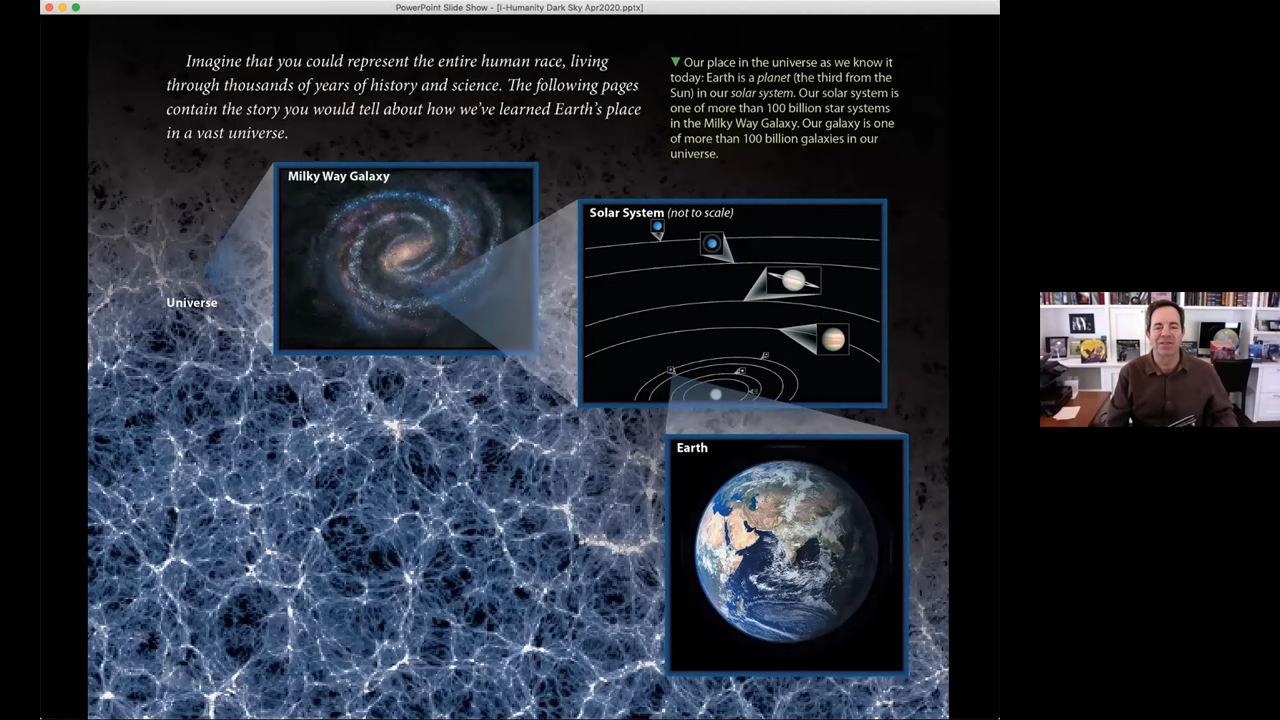 PowerPoint Slide Show - [I-Humanity Dark Sky Apr2020.pptx]
Imagine that you could represent the entire human race, living
through thousands of years of history and science. The following pages
contain the story you would tell about how we've learned Earth's place
in a vast universe.
▼ Our place in the universe as we know it
today: Earth is a planet (the third from the
Sun) in our solar system. Our solar system is
one of more than 100 billion star systems
in the Milky Way Galaxy. Our galaxy is one
of more than 100 billion galaxies in our
universe.
Milky Way Galaxy
Solar System (not to scale)
Universe
Earth